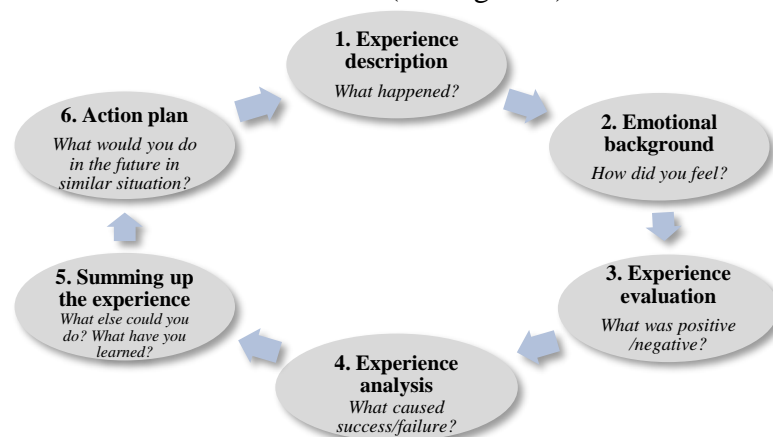 1. Experience
description
What happened?
2. Emotional
background
How did you feel?
3. Experience
evaluation
What was positive
/negative?
4. Experience
analysis
What caused
success/failure?
5. Summing up
the experience
What else could you
do? What have you
learned?
6. Action plan
What would you do
in the future in
similar situation?